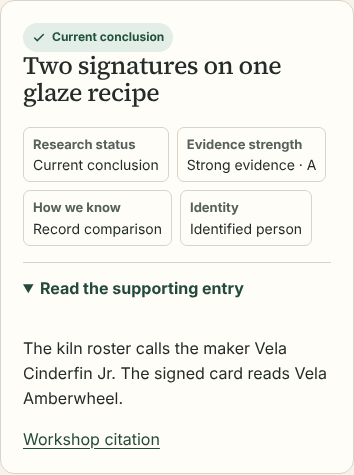 Current conclusion
Two signatures on one
glaze recipe
Research status
Current conclusion
Evidence strength
Strong evidence · A
How we know
Record comparison
Identity
Identified person
Read the supporting entry
The kiln roster calls the maker Vela
Cinderfin Jr. The signed card reads Vela
Amberwheel.
Workshop citation